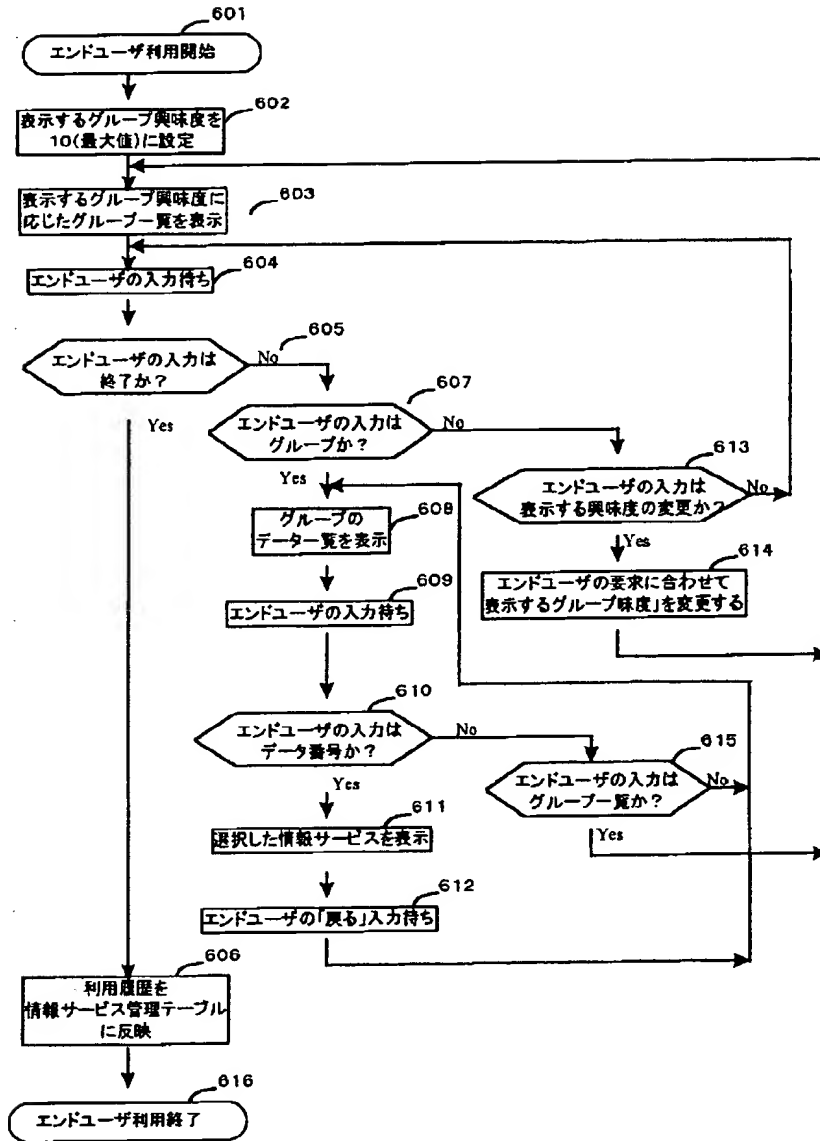 601
エンドユーザ利用開始
602
表示するグループ興味度を
10(最大値)に設定
603
表示するグループ興味度に
応じたグループ一覧を表示
604
エンドユーザの入力待ち
605
エンドユーザの入力は
終了か?
No
Yes
607
エンドユーザの入力は
グループか?
No
Yes
613
エンドユーザの入力は
表示する興味度の変更か?
No
Yes
608
グループの
データ一覧を表示
614
エンドユーザの要求に合わせて
表示するグループ味度」を変更する
609
エンドユーザの入力待ち
610
エンドユーザの入力は
データ番号か?
No
Yes
615
エンドユーザの入力は
グループ一覧か?
No
Yes
611
選択した情報サービスを表示
612
エンドユーザの「戻る」入力待ち
606
利用履歴を
情報サービス管理テーブル
に反映
616
エンドユーザ利用終了